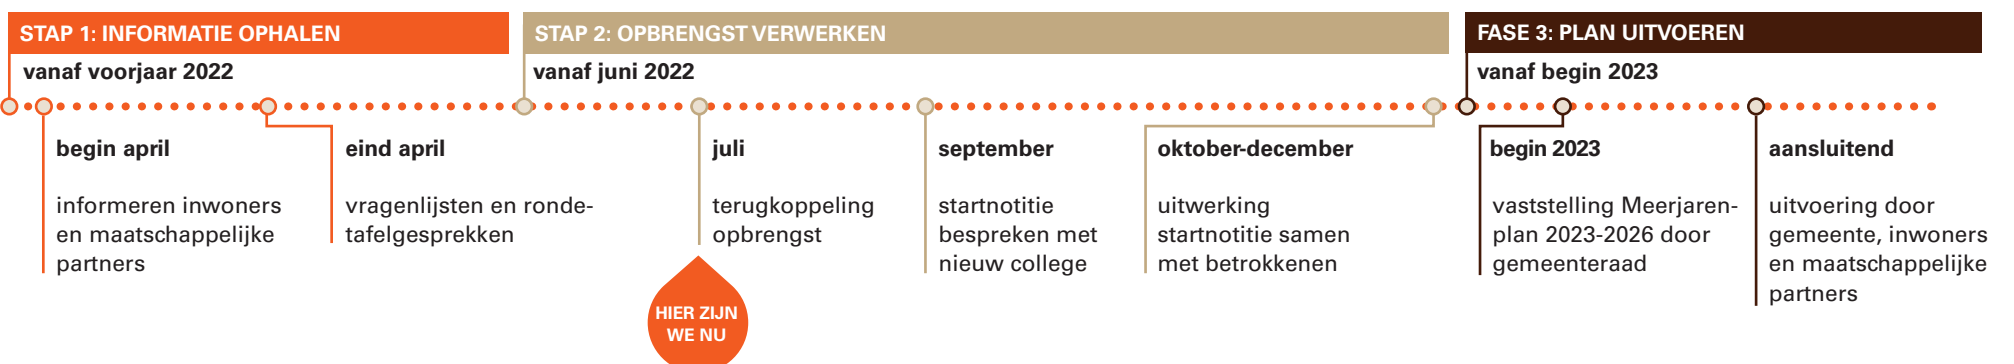 STAP 1: INFORMATIE OPHALEN
vanaf voorjaar 2022
begin april
informeren inwoners
en maatschappelijke
partners
eind april
vragenlijsten en ronde-
tafelgesprekken
STAP 2: OPBRENGST VERWERKEN
vanaf juni 2022
juli
terugkoppeling
opbrengst
HIER ZIJN
WE NU
september
startnotitie
bespreken met
nieuw college
oktober-december
uitwerking
startnotitie samen
met betrokkenen
FASE 3: PLAN UITVOEREN
vanaf begin 2023
begin 2023
vaststelling Meerjaren-
plan 2023-2026 door
gemeenteraad
aansluitend
uitvoering door
gemeente, inwoners
en maatschappelijke
partners